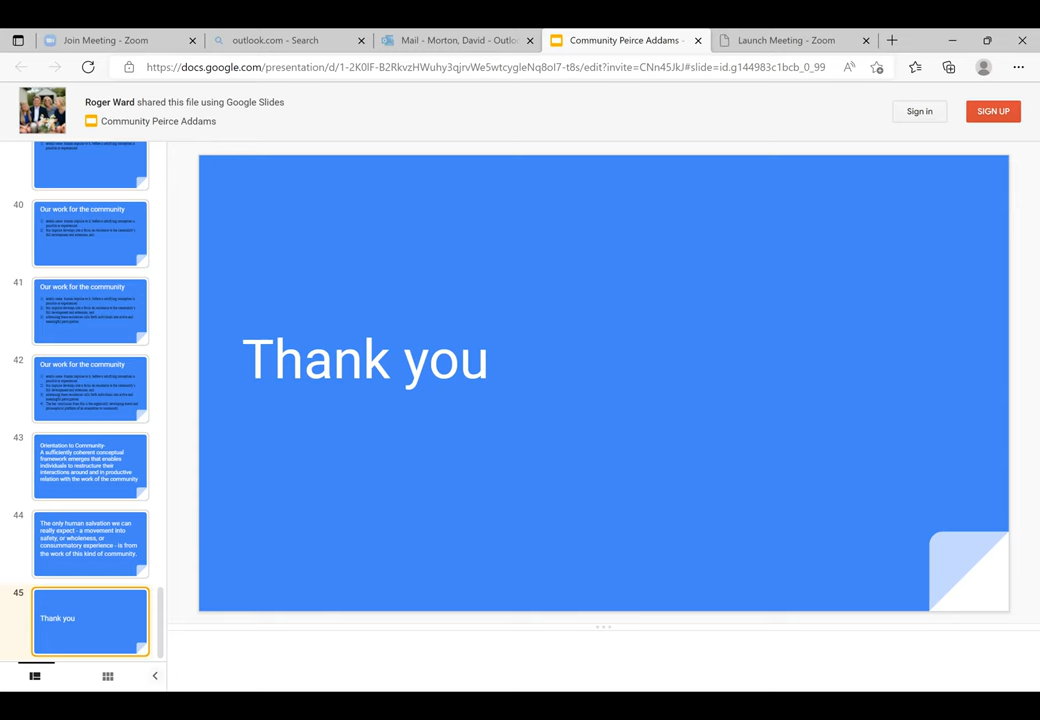 Join Meeting - Zoom
outlook.com - Search
Mail - Morton, David - Outlo
Community Peirce Addams -
Launch Meeting - Zoom
https://docs.google.com/presentation/d/1-2K0lF-B2RkvzHWuhy3qjrvWe5wtcygleNq8oI7-t8s/edit?invite=CNn45JkJ#slide=id.g144983c1bcb_0_99
Roger Ward shared this file using Google Slides
Community Peirce Addams
Sign in
SIGN UP
40
Our work for the community
41
Our work for the community
42
Our work for the community
43
Orientation to Community-
A sufficiently coherent conceptual
framework emerges that enables
individuals to restructure their
interactions around and in productive
relation with the work of the community
44
The only human salvation we can
really expect - a movement into
safety, or wholeness, or
consummatory experience - is from
the work of this kind of community.
45
Thank you
Thank you